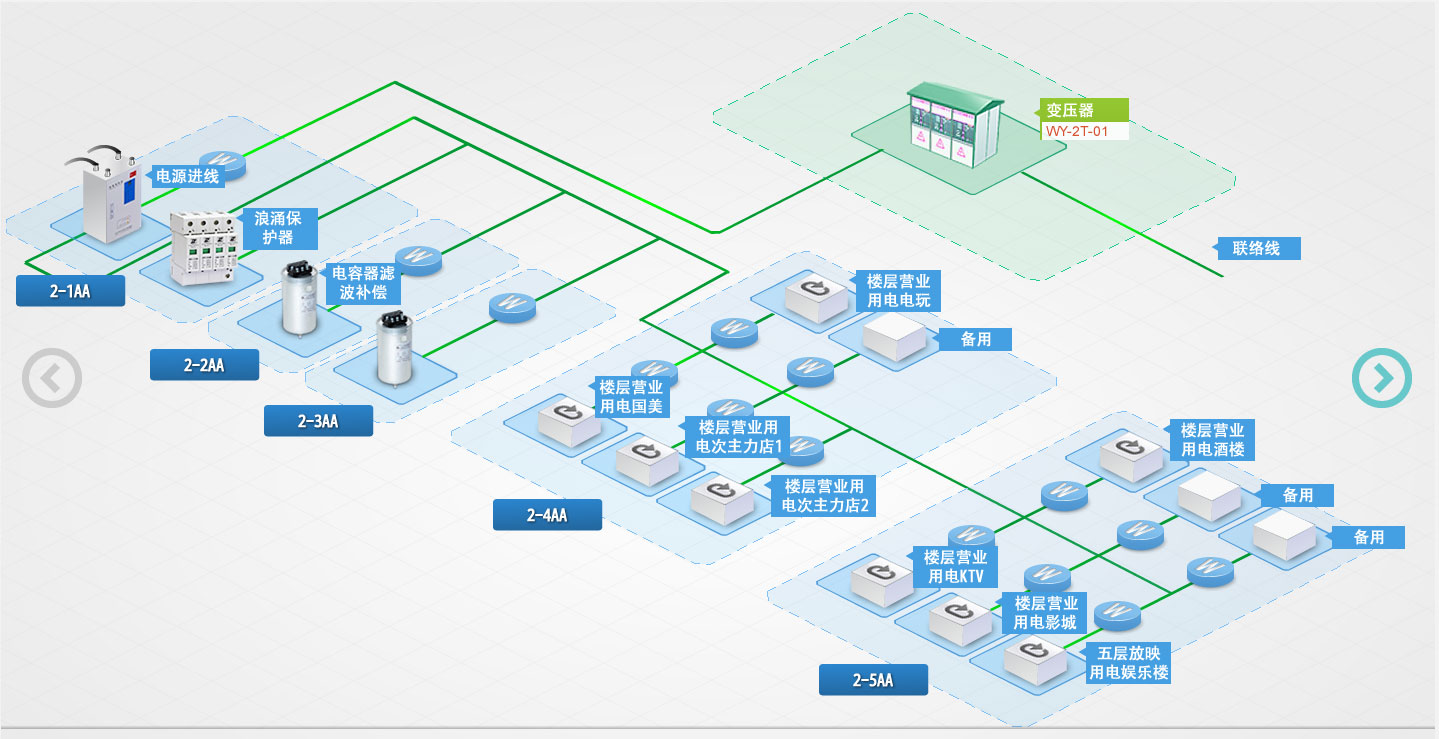 变压器
WY-2T-01
W
电源进线
浪涌保
护器
联络线
W
电容器滤
波补偿
2-1AA
楼层营业
用电电玩
W
W
备用
2-2AA
W
W
楼层营业
用电国美
2-3AA
W
楼层营业用
电次主力店1
W
楼层营业
用电酒楼
楼层营业用
电次主力店2
W
备用
2-4AA
W
W
备用
楼层营业
用电KTV
W
W
楼层营业
用电影城
W
五层放映
用电娱乐楼
2-5AA